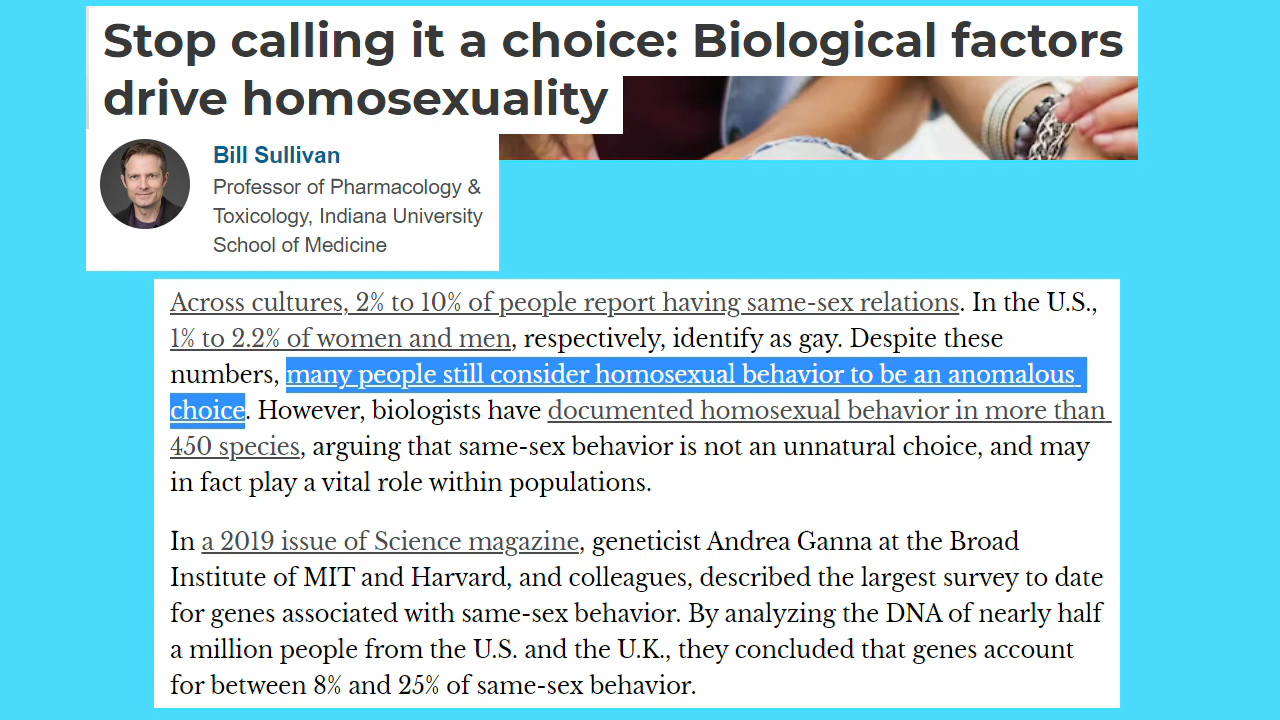 Stop calling it a choice: Biological factors
drive homosexuality
Bill Sullivan
Professor of Pharmacology &
Toxicology, Indiana University
School of Medicine
Across cultures, 2% to 10% of people report having same-sex relations. In the U.S.,
1% to 2.2% of women and men, respectively, identify as gay. Despite these
numbers, many people still consider homosexual behavior to be an anomalous
choice. However, biologists have documented homosexual behavior in more than
450 species, arguing that same-sex behavior is not an unnatural choice, and may
in fact play a vital role within populations.
In a 2019 issue of Science magazine, geneticist Andrea Ganna at the Broad
Institute of MIT and Harvard, and colleagues, described the largest survey to date
for genes associated with same-sex behavior. By analyzing the DNA of nearly half
a million people from the U.S. and the U.K., they concluded that genes account
for between 8% and 25% of same-sex behavior.